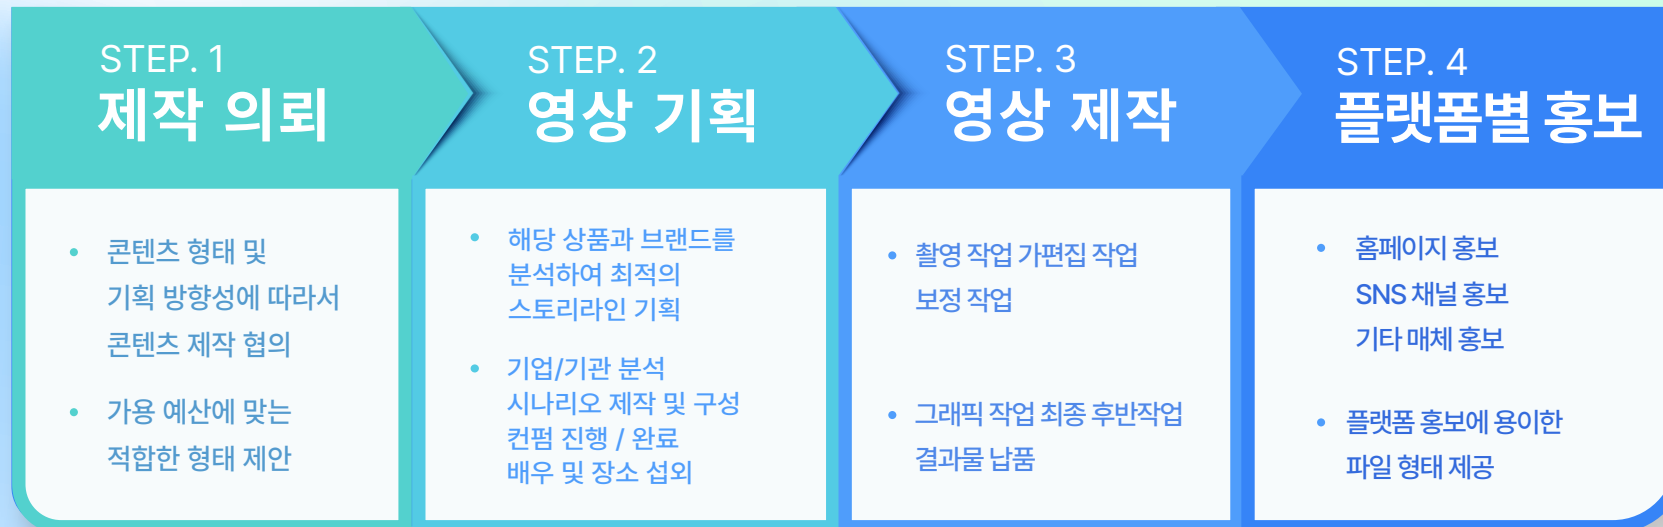 STEP. 1
제작 의뢰
• 콘텐츠 형태 및
기획 방향성에 따라서
콘텐츠 제작 협의
• 가용 예산에 맞는
적합한 형태 제안
STEP. 2
영상 기획
• 해당 상품과 브랜드를
분석하여 최적의
스토리라인 기획
• 기업/기관 분석
시나리오 제작 및 구성
컨펌 진행 / 완료
배우 및 장소 섭외
STEP. 3
영상 제작
• 촬영 작업 가편집 작업
보정 작업
• 그래픽 작업 최종 후반작업
결과물 납품
STEP. 4
플랫폼별 홍보
• 홈페이지 홍보
SNS 채널 홍보
기타 매체 홍보
• 플랫폼 홍보에 용이한
파일 형태 제공